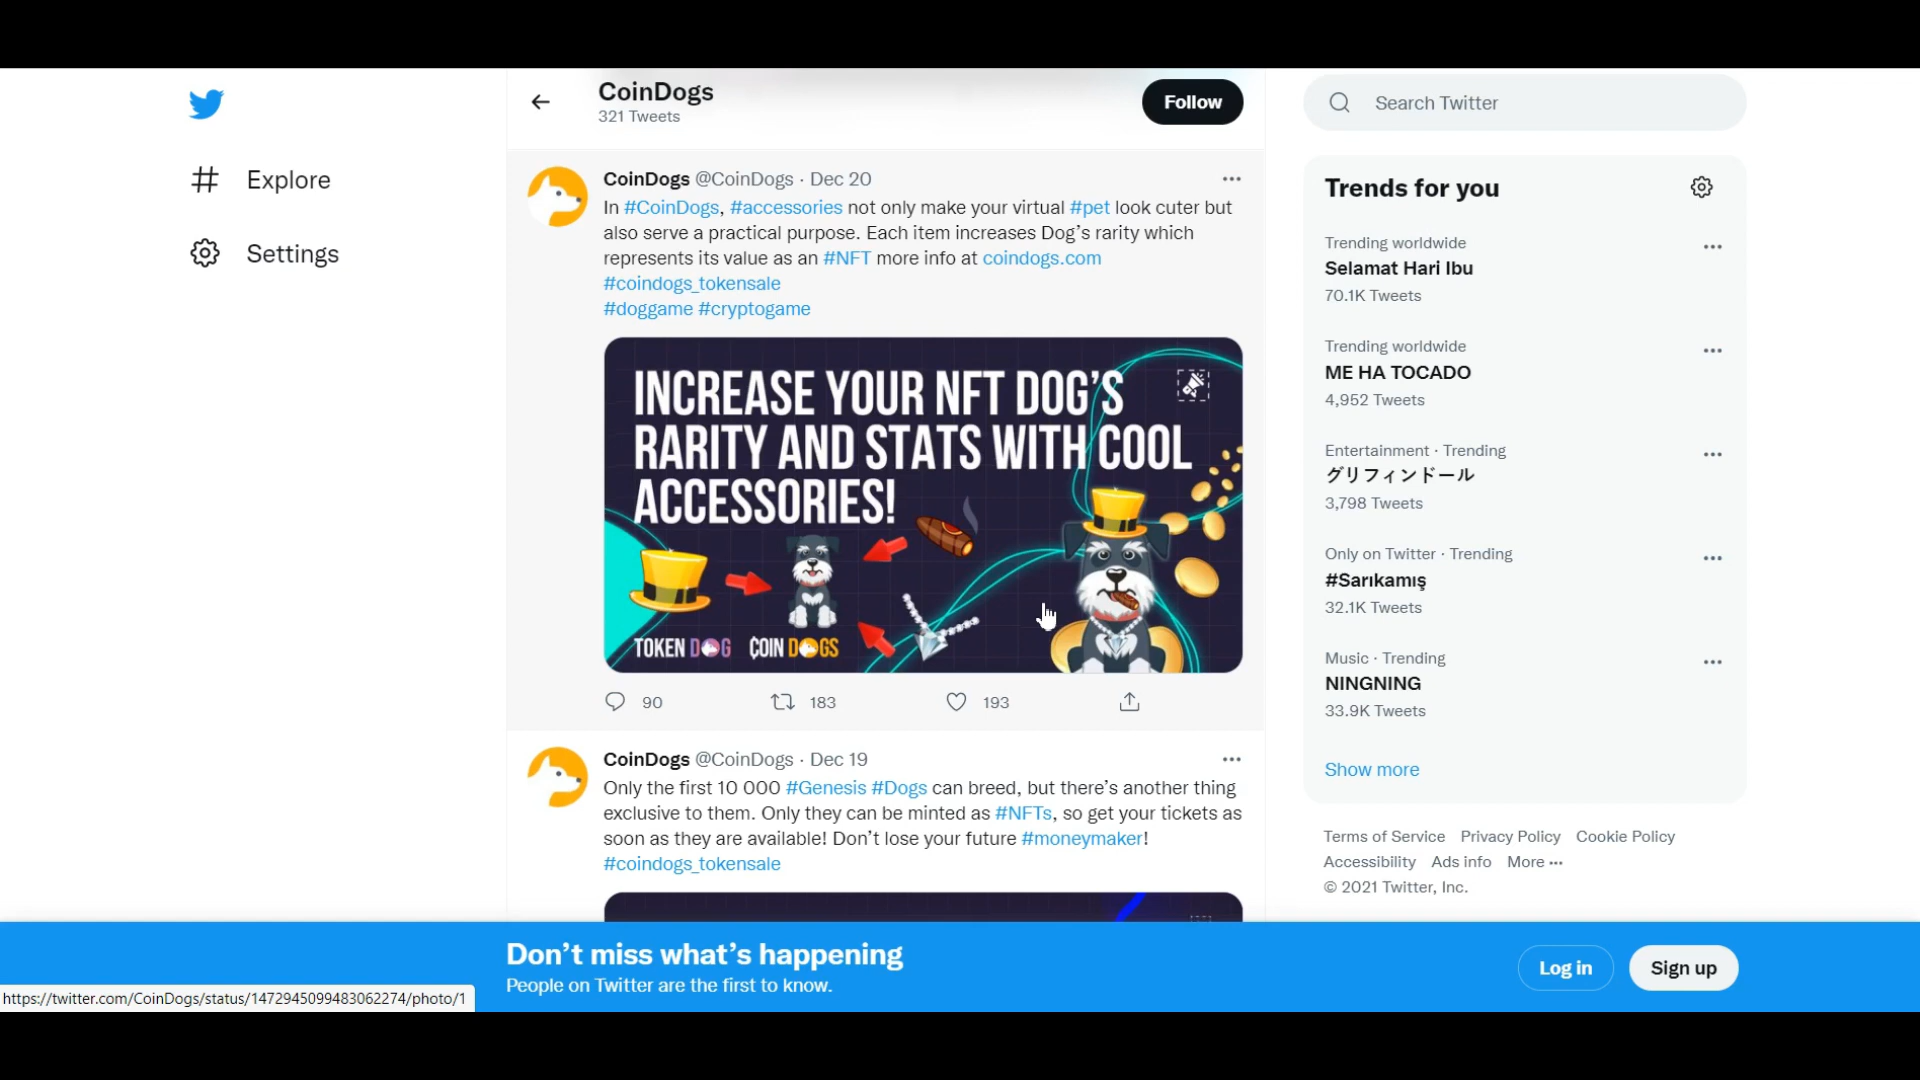 CoinDogs
321 Tweets
Follow
Search Twitter
Explore
Settings
CoinDogs @CoinDogs · Dec 20
In #CoinDogs, #accessories not only make your virtual #pet look cuter but
also serve a practical purpose. Each item increases Dog's rarity which
represents its value as an #NFT more info at coindogs.com
#coindogs_tokensale
#doggame #cryptogame
INCREASE YOUR NFT DOG'S
RARITY AND STATS WITH COOL
ACCESSORIES!
TOKEN DOG COIN DOGS
90 183 193
CoinDogs @CoinDogs · Dec 19
Only the first 10 000 #Genesis #Dogs can breed, but there's another thing
exclusive to them. Only they can be minted as #NFTs, so get your tickets as
soon as they are available! Don't lose your future #moneymaker!
#coindogs_tokensale
Trends for you
Trending worldwide
Selamat Hari Ibu
70.1K Tweets
Trending worldwide
ME HA TOCADO
4,952 Tweets
Entertainment · Trending
グリフィンドール
3,798 Tweets
Only on Twitter · Trending
#Sarıkamış
32.1K Tweets
Music · Trending
NINGNING
33.9K Tweets
Show more
Terms of Service Privacy Policy Cookie Policy
Accessibility Ads info More ···
© 2021 Twitter, Inc.
Don't miss what's happening
People on Twitter are the first to know.
Log in
Sign up
https://twitter.com/CoinDogs/status/1472945099483062274/photo/1